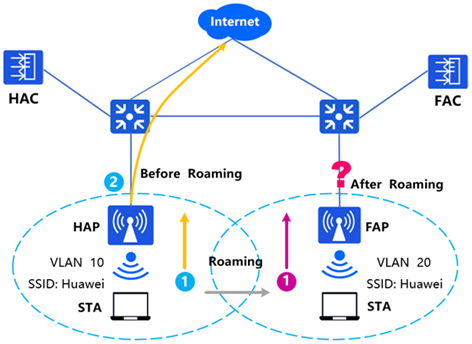 Internet
HAC
FAC
2
Before Roaming
?
After Roaming
HAP
FAP
VLAN 10
Roaming
VLAN 20
SSID: Huawei
1
1
SSID: Huawei
STA
STA